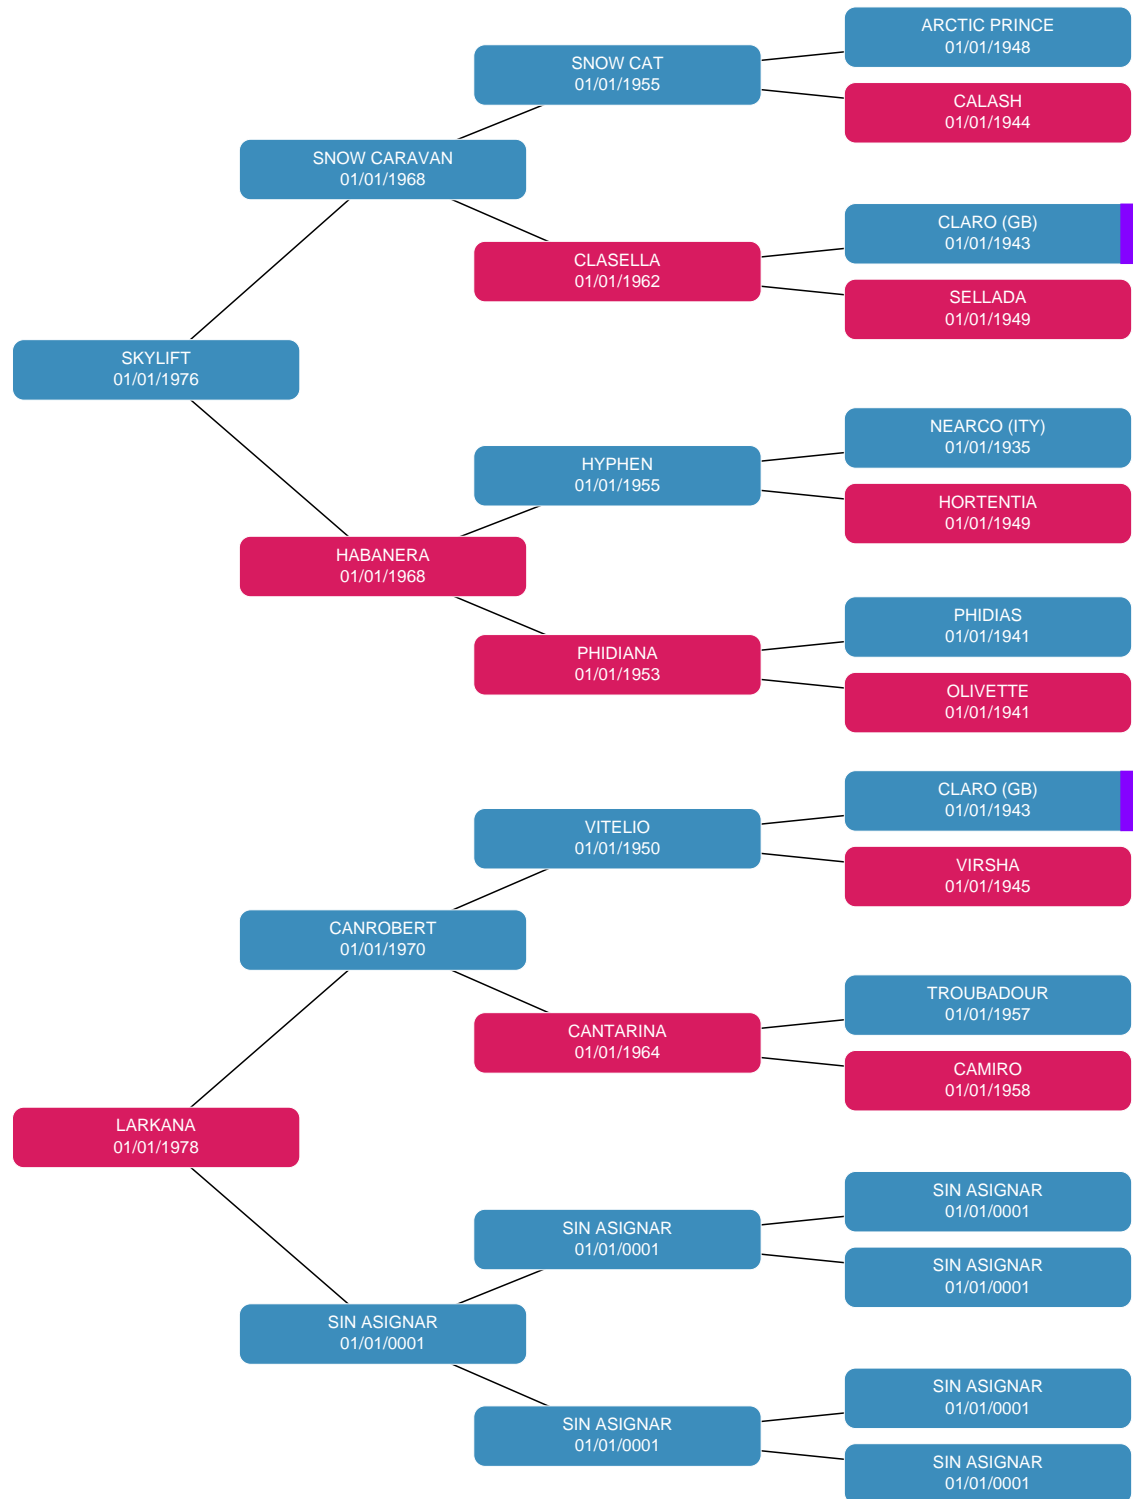 ARCTIC PRINCE
01/01/1948
SNOW CAT
01/01/1955
CALASH
01/01/1944
SNOW CARAVAN
01/01/1968
CLARO (GB)
01/01/1943
CLASELLA
01/01/1962
SELLADA
01/01/1949
SKYLIFT
01/01/1976
NEARCO (ITY)
01/01/1935
HYPHEN
01/01/1955
HORTENTIA
01/01/1949
HABANERA
01/01/1968
PHIDIAS
01/01/1941
PHIDIANA
01/01/1953
OLIVETTE
01/01/1941
CLARO (GB)
01/01/1943
VITELIO
01/01/1950
VIRSHA
01/01/1945
CANROBERT
01/01/1970
TROUBADOUR
01/01/1957
CANTARINA
01/01/1964
CAMIRO
01/01/1958
LARKANA
01/01/1978
SIN ASIGNAR
01/01/0001
SIN ASIGNAR
01/01/0001
SIN ASIGNAR
01/01/0001
SIN ASIGNAR
01/01/0001
SIN ASIGNAR
01/01/0001
SIN ASIGNAR
01/01/0001
SIN ASIGNAR
01/01/0001